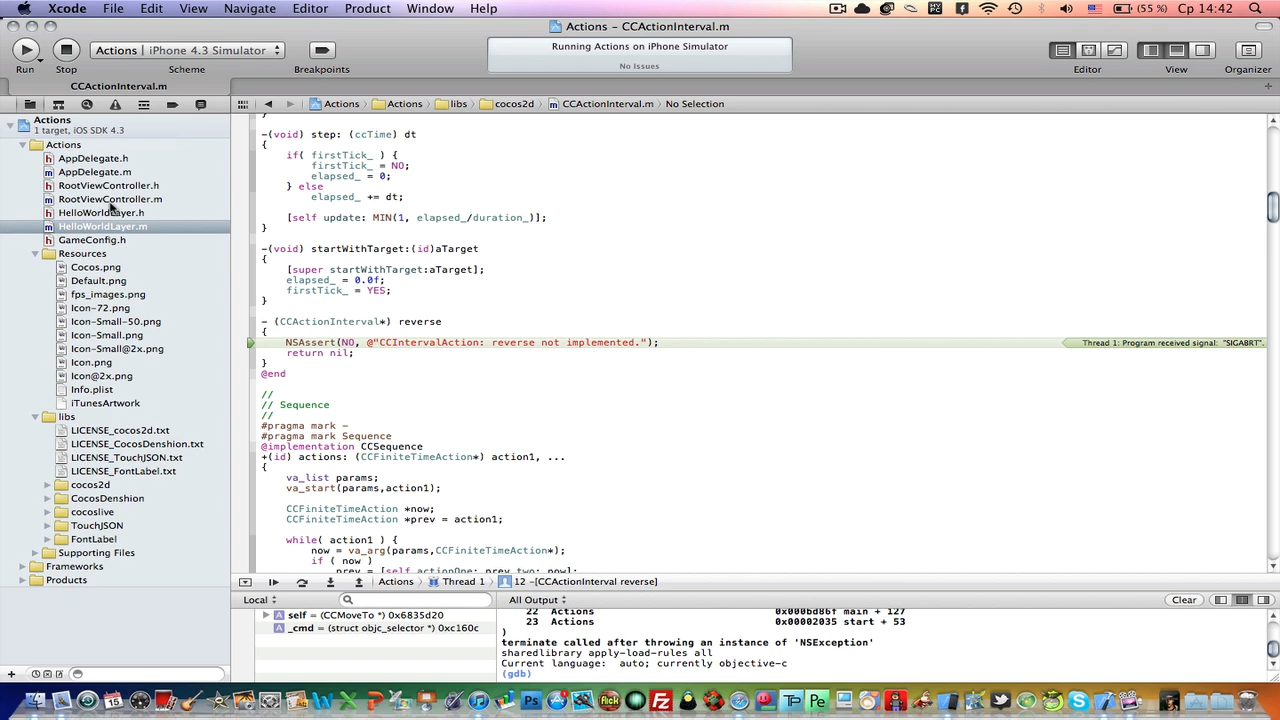 Xcode File Edit View Navigate Editor Product Window Help (55 %) Ср 14:42
Actions – CCActionInterval.m
Run Stop Actions | iPhone 4.3 Simulator Scheme Breakpoints
Running Actions on iPhone Simulator
No Issues
Editor View Organizer
CCActionInterval.m
Actions
1 target, iOS SDK 4.3
Actions
AppDelegate.h
AppDelegate.m
RootViewController.h
RootViewController.m
HelloWorldLayer.h
HelloWorldLayer.m
GameConfig.h
Resources
Cocos.png
Default.png
fps_images.png
Icon-72.png
Icon-Small-50.png
Icon-Small.png
Icon-Small@2x.png
Icon.png
Icon@2x.png
Info.plist
iTunesArtwork
libs
LICENSE_cocos2d.txt
LICENSE_CocosDenshion.txt
LICENSE_TouchJSON.txt
LICENSE_FontLabel.txt
cocos2d
CocosDenshion
cocoslive
TouchJSON
FontLabel
Supporting Files
Frameworks
Products
Actions Actions libs cocos2d CCActionInterval.m No Selection
}
-(void) step: (ccTime) dt
{
if( firstTick_ ) {
firstTick_ = NO;
elapsed_ = 0;
} else
elapsed_ += dt;
[self update: MIN(1, elapsed_/duration_)];
}
-(void) startWithTarget:(id)aTarget
{
[super startWithTarget:aTarget];
elapsed_ = 0.0f;
firstTick_ = YES;
}
- (CCActionInterval*) reverse
{
NSAssert(NO, @"CCIntervalAction: reverse not implemented."); Thread 1: Program received signal: "SIGABRT".
return nil;
}
@end
//
// Sequence
//
#pragma mark -
#pragma mark Sequence
@implementation CCSequence
+(id) actions: (CCFiniteTimeAction*) action1, ...
{
va_list params;
va_start(params,action1);
CCFiniteTimeAction *now;
CCFiniteTimeAction *prev = action1;
while( action1 ) {
now = va_arg(params,CCFiniteTimeAction*);
if ( now )
prev = [self actionOne: prev two: now];
Actions Thread 1 12 -[CCActionInterval reverse]
Local All Output Clear
self = (CCMoveTo *) 0x6835d20
_cmd = (struct objc_selector *) 0xc160c
22 Actions 0x000bd86f main + 127
23 Actions 0x00002035 start + 53
)
terminate called after throwing an instance of 'NSException'
sharedlibrary apply-load-rules all
Current language: auto; currently objective-c
(gdb)